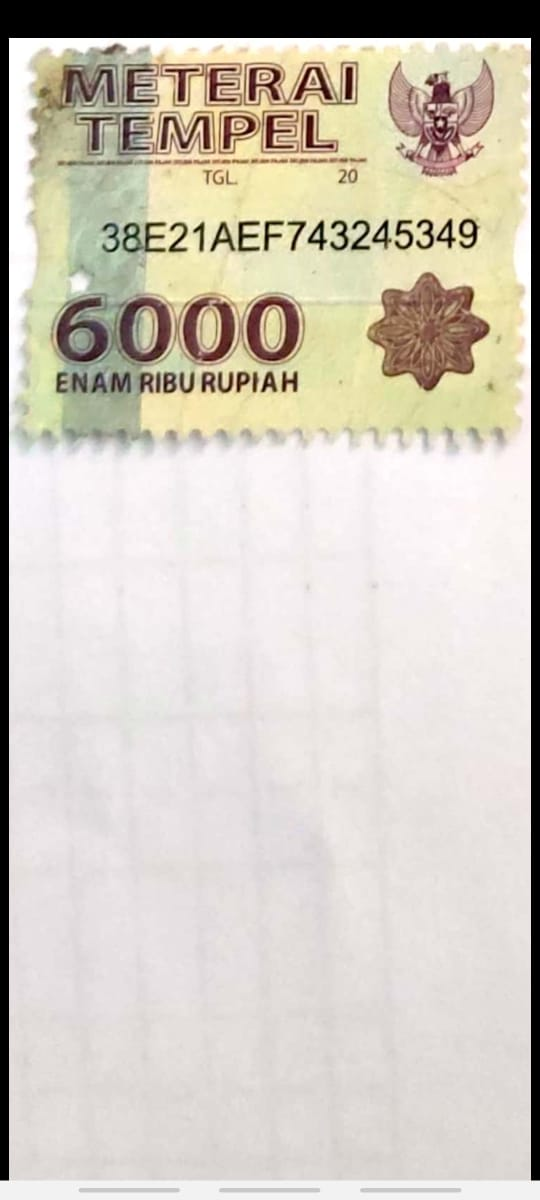 METERAI
TEMPEL
TGL. 20
38E21AEF743245349
6000
ENAM RIBU RUPIAH